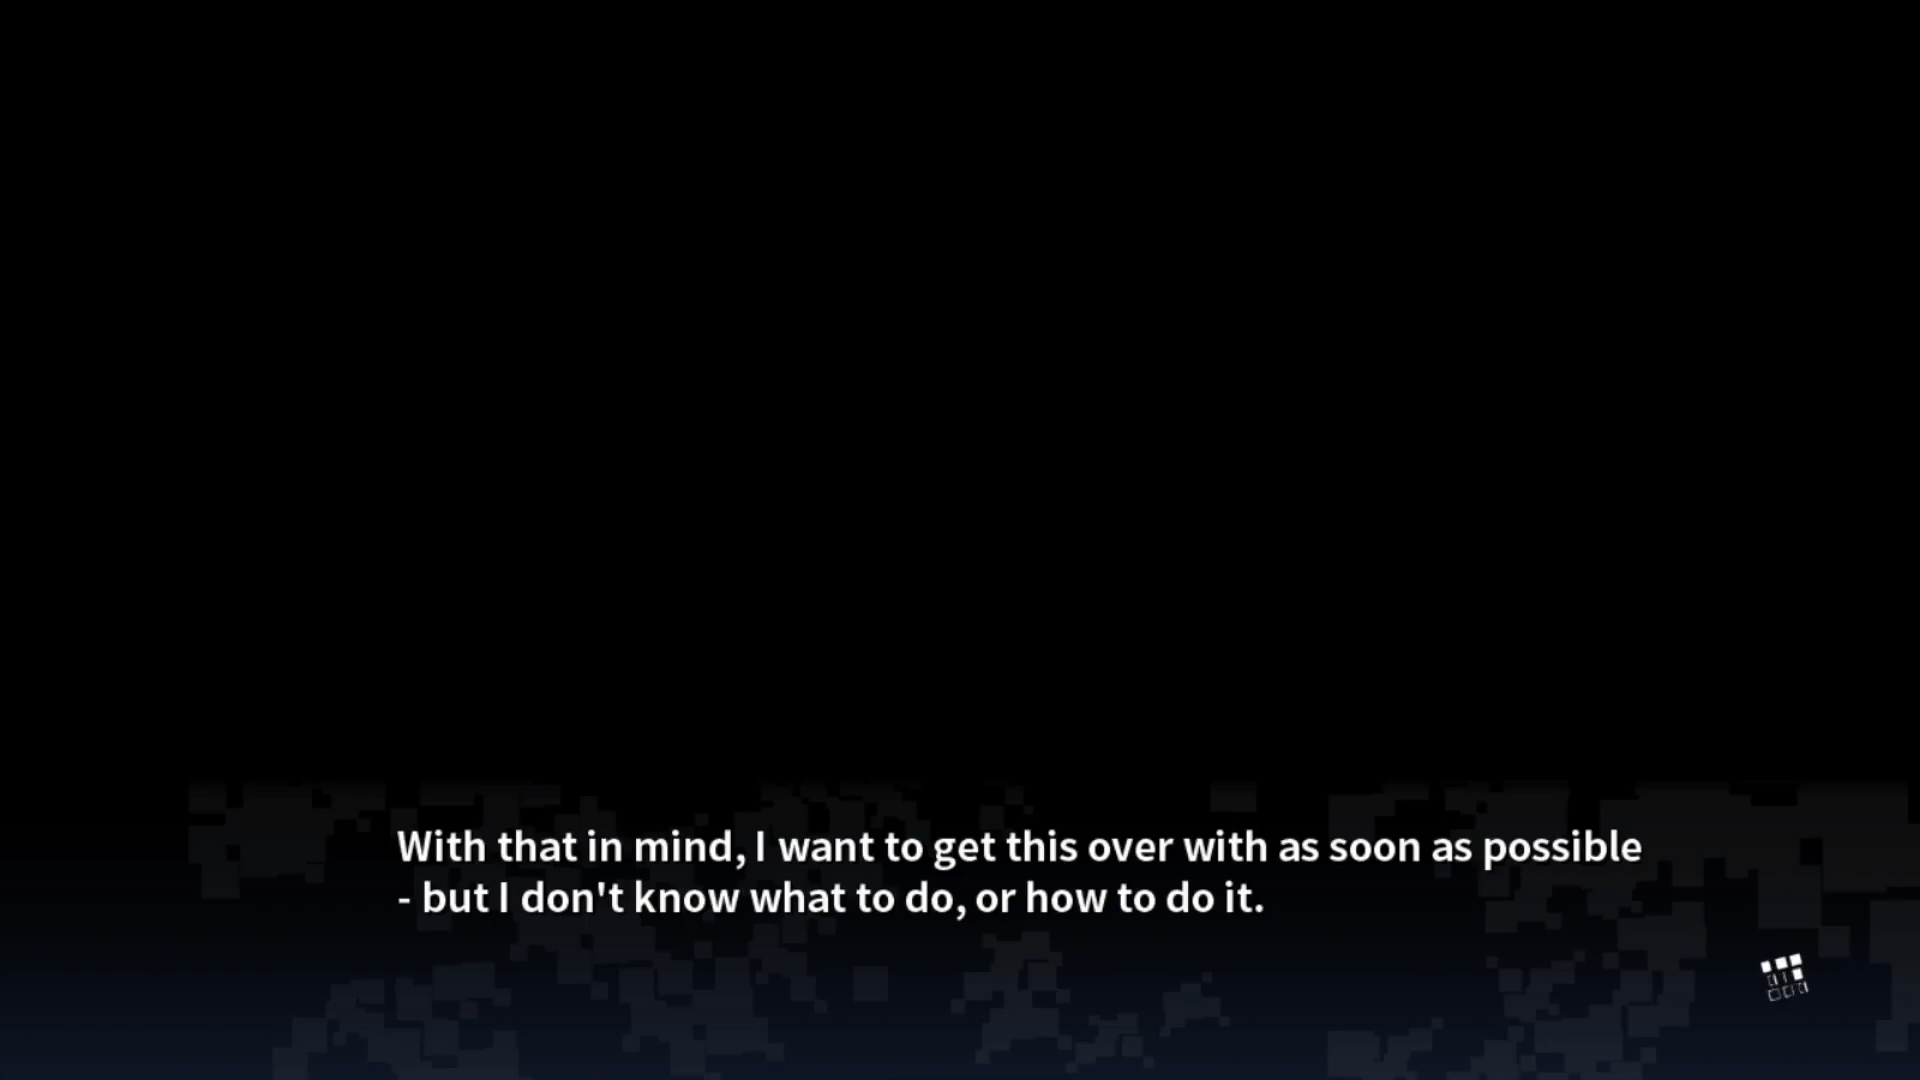 With that in mind, I want to get this over with as soon as possible
- but I don't know what to do, or how to do it.